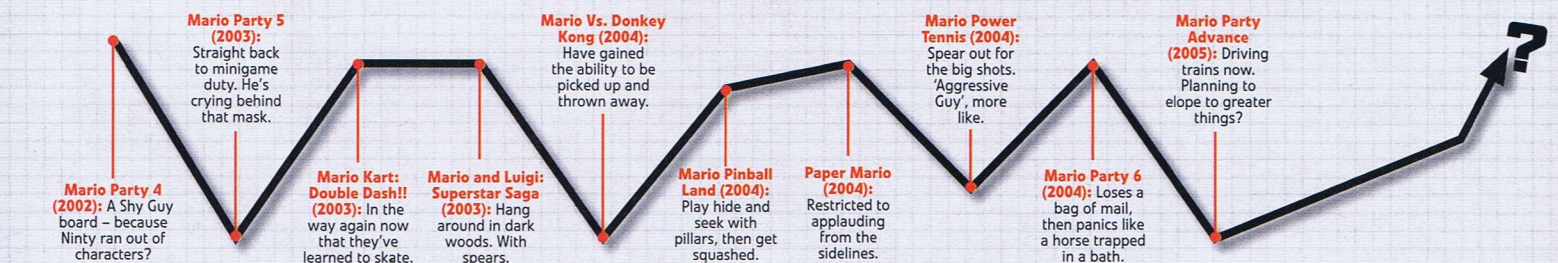 Mario Party 4
(2002): A Shy Guy
board – because
Ninty ran out of
characters?
Mario Party 5
(2003):
Straight back
to minigame
duty. He's
crying behind
that mask.
Mario Kart:
Double Dash!!
(2003): In the
way again now
that they've
learned to skate.
Mario and Luigi:
Superstar Saga
(2003): Hang
around in dark
woods. With
spears.
Mario Vs. Donkey
Kong (2004):
Have gained
the ability to be
picked up and
thrown away.
Mario Pinball
Land (2004):
Play hide and
seek with
pillars, then get
squashed.
Paper Mario
(2004):
Restricted to
applauding
from the
sidelines.
Mario Power
Tennis (2004):
Spear out for
the big shots.
'Aggressive
Guy', more
like.
Mario Party 6
(2004): Loses a
bag of mail,
then panics like
a horse trapped
in a bath.
Mario Party
Advance
(2005): Driving
trains now.
Planning to
elope to greater
things?
?